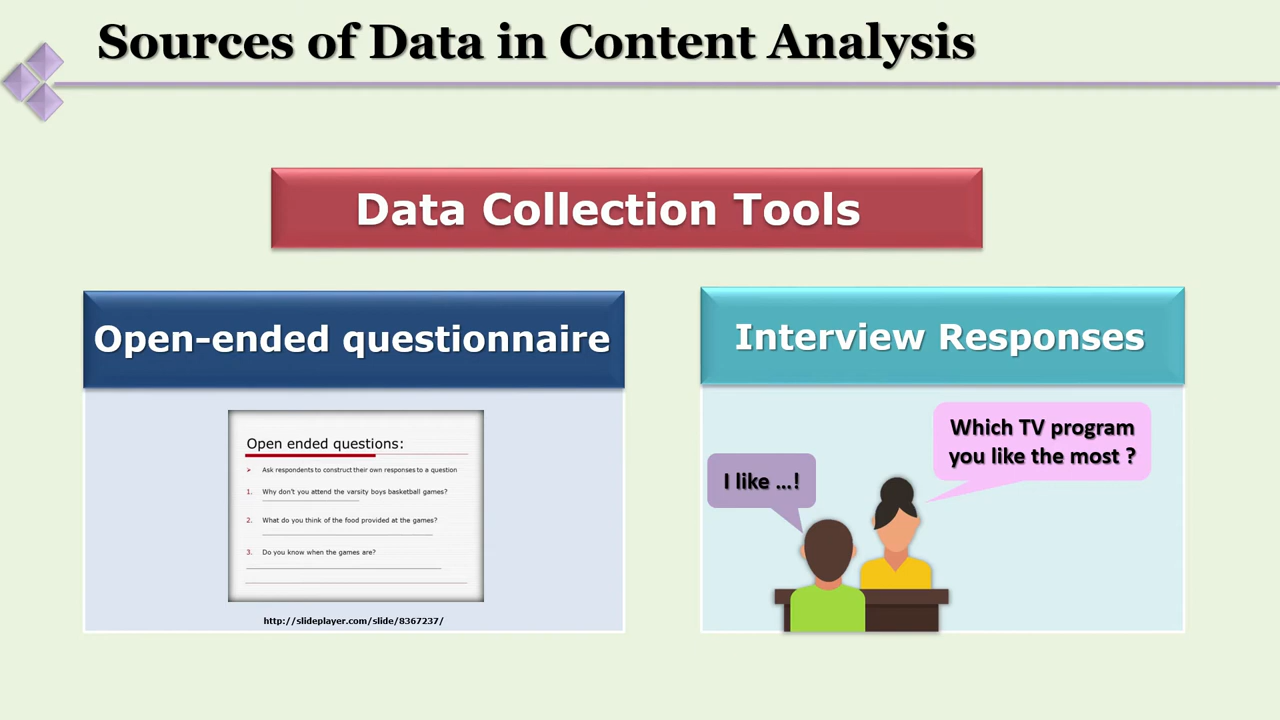 Sources of Data in Content Analysis
Data Collection Tools
Open-ended questionnaire
Open ended questions:
Ask respondents to construct their own responses to a question
1. Why don't you attend the varsity boys basketball games?
2. What do you think of the food provided at the games?
3. Do you know when the games are?
http://slideplayer.com/slide/8367237/
Interview Responses
Which TV program
you like the most ?
I like ...!